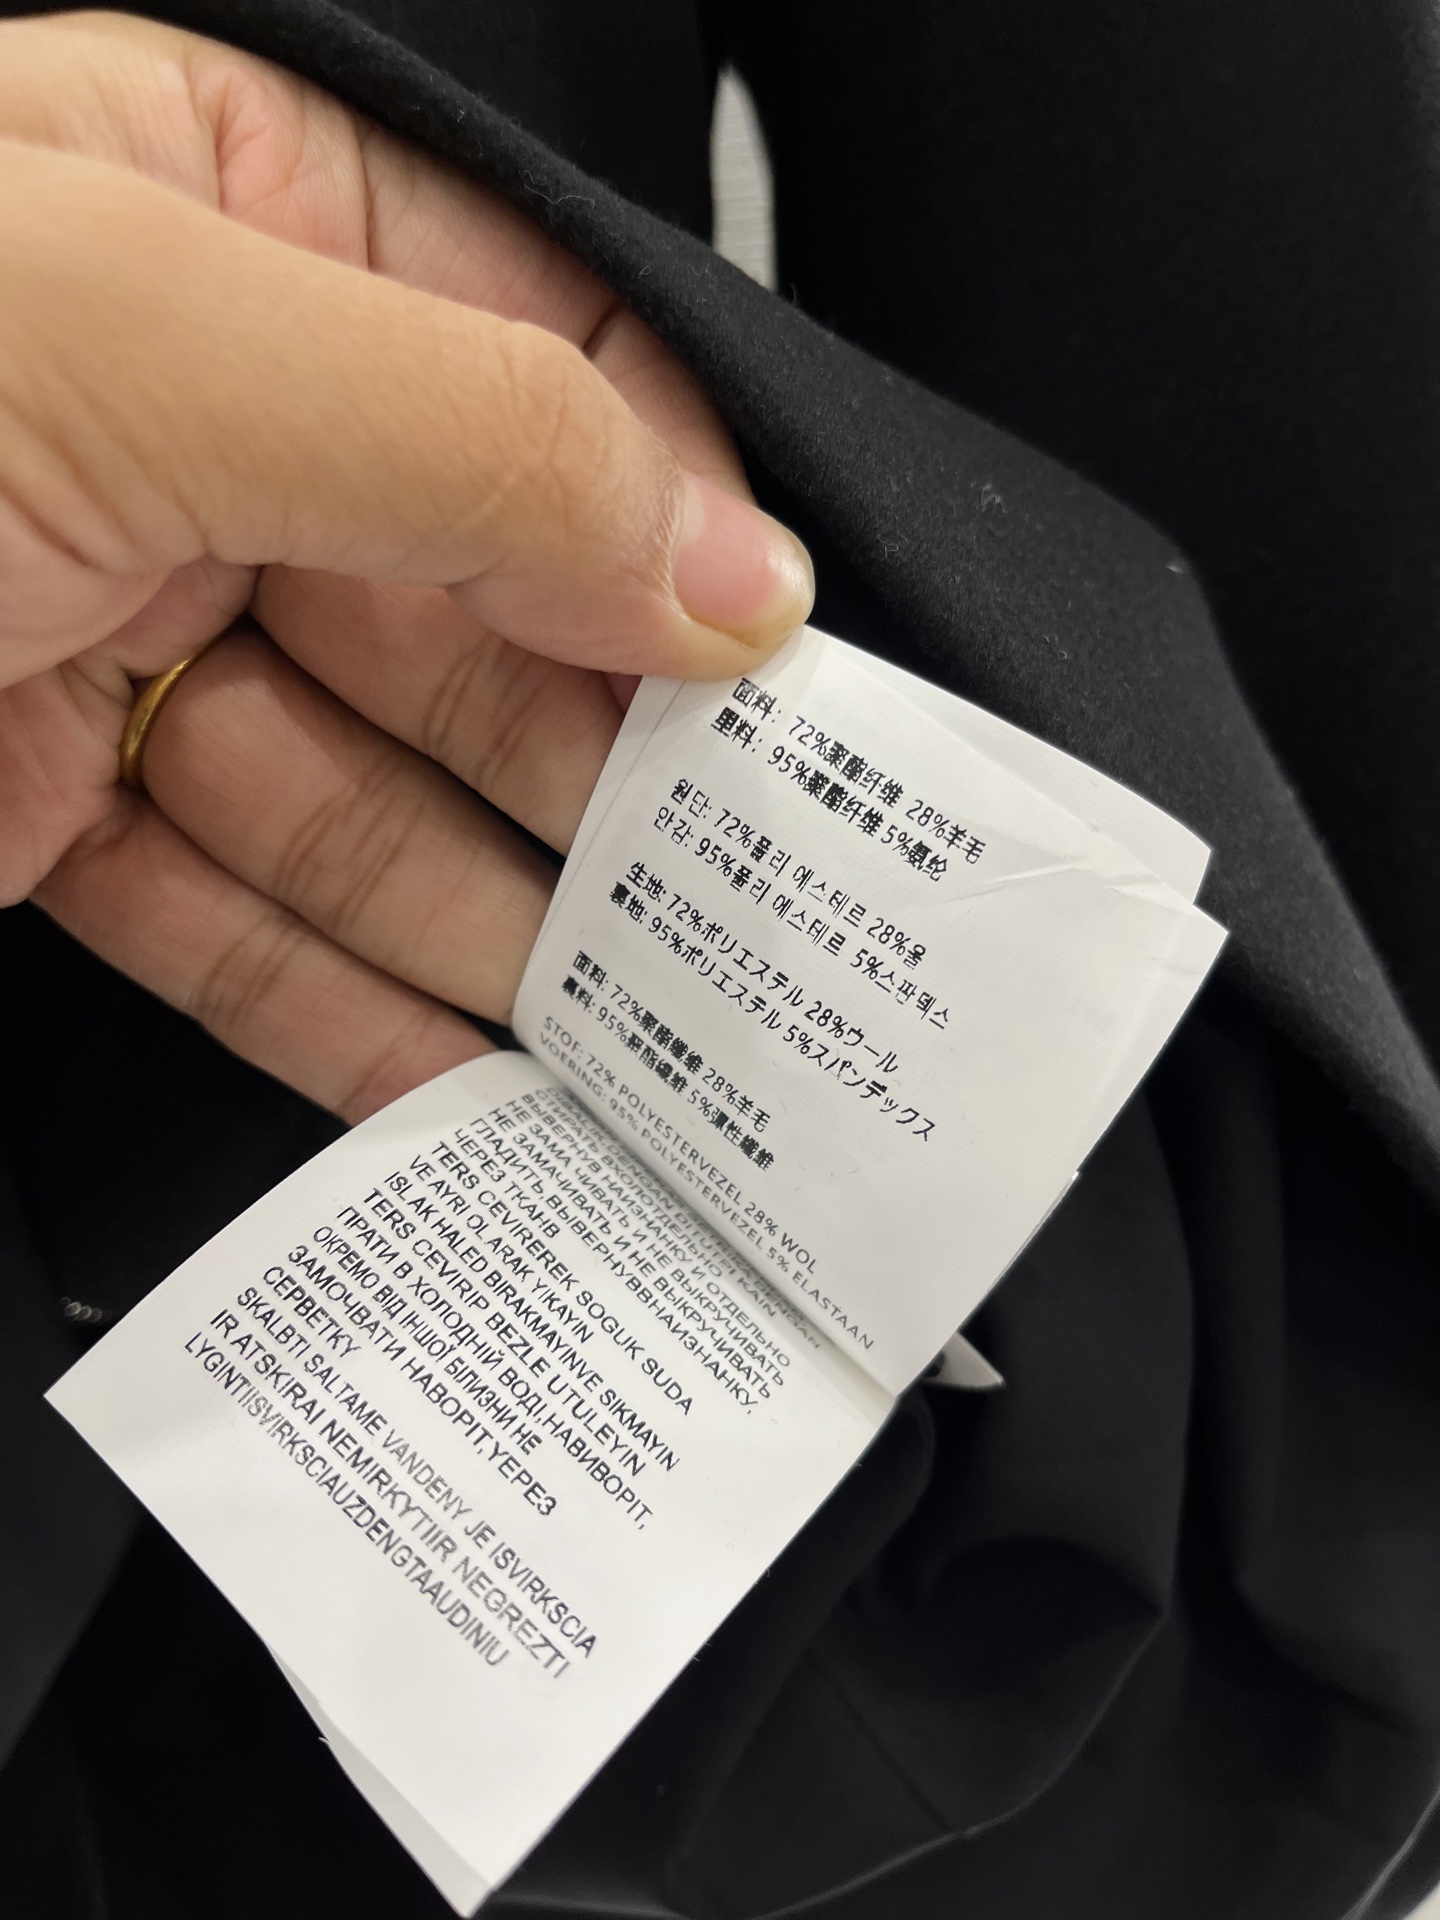 面料: 72%聚酯纤维 28%羊毛
里料: 95%聚酯纤维 5%氨纶
원단: 72%폴리 에스테르 28%울
안감: 95%폴리 에스테르 5%스판덱스
生地: 72%ポリエステル 28%ウール
裏地: 95%ポリエステル 5%スパンデックス
面料: 72%聚酯纖維 28%羊毛
裏料: 95%聚酯纖維 5%彈性纖維
STOF: 72% POLYESTERVEZEL 28% WOL
VOERING: 95% POLYESTERVEZEL 5% ELASTAAN
НЕ ЗАМАЧИВАТЬ И НЕ ВЫКРУЧИВАТЬ
ГЛАДИТЬ,ВЫВЕРНУВВНАИЗНАНКУ,
ЧЕРЕЗ ТКАНВ
TERS CEVIREREK SOGUK SUDA
VE AYRI OLARAK YIKAYIN
ISLAK HALED BIRAKMAYINVE SIKMAYIN
TERS CEVIRIP BEZLE UTULEYIN
ПРАТИ В ХОЛОДНІЙ ВОДІ,НАВИВОРІТ,
ОКРЕМО ВІД ІНШОЇ БІЛИЗНИ НЕ
ЗАМОЧВАТИ НАВОРІТ,ҮЕРЕЗ
СЕРВЕТКУ
SKALBTI SALTAME VANDENY JE ISVIRKSCIA
IR ATSKIRAI NEMIRKYTIIR NEGREZTI
LYGINTIISVIRKSCIAUZDENGTAAUDINIU